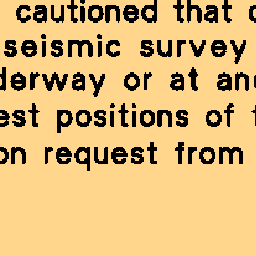 cautioned that
seismic survey
derway or at an
est positions of
on request from